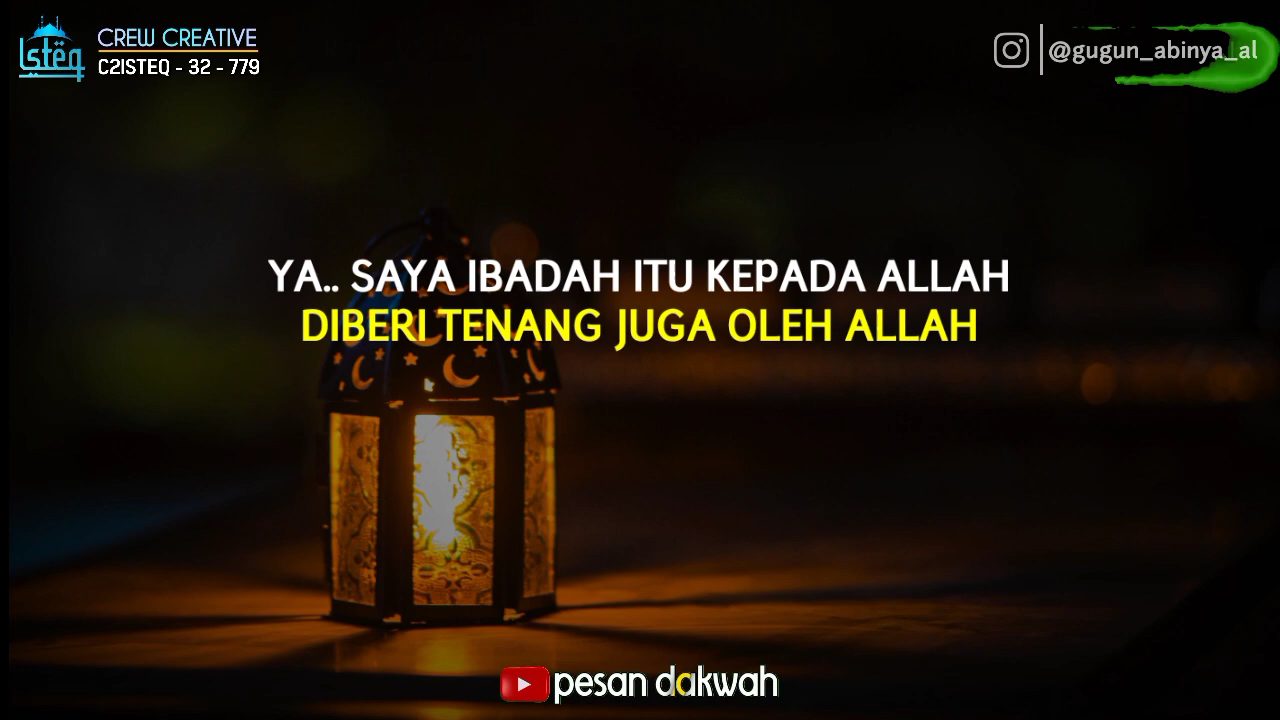 Istēq
CREW CREATIVE
C2ISTEQ - 32 - 779
@gugun_abinya_al
YA.. SAYA IBADAH ITU KEPADA ALLAH
DIBERI TENANG JUGA OLEH ALLAH
pesan dakwah